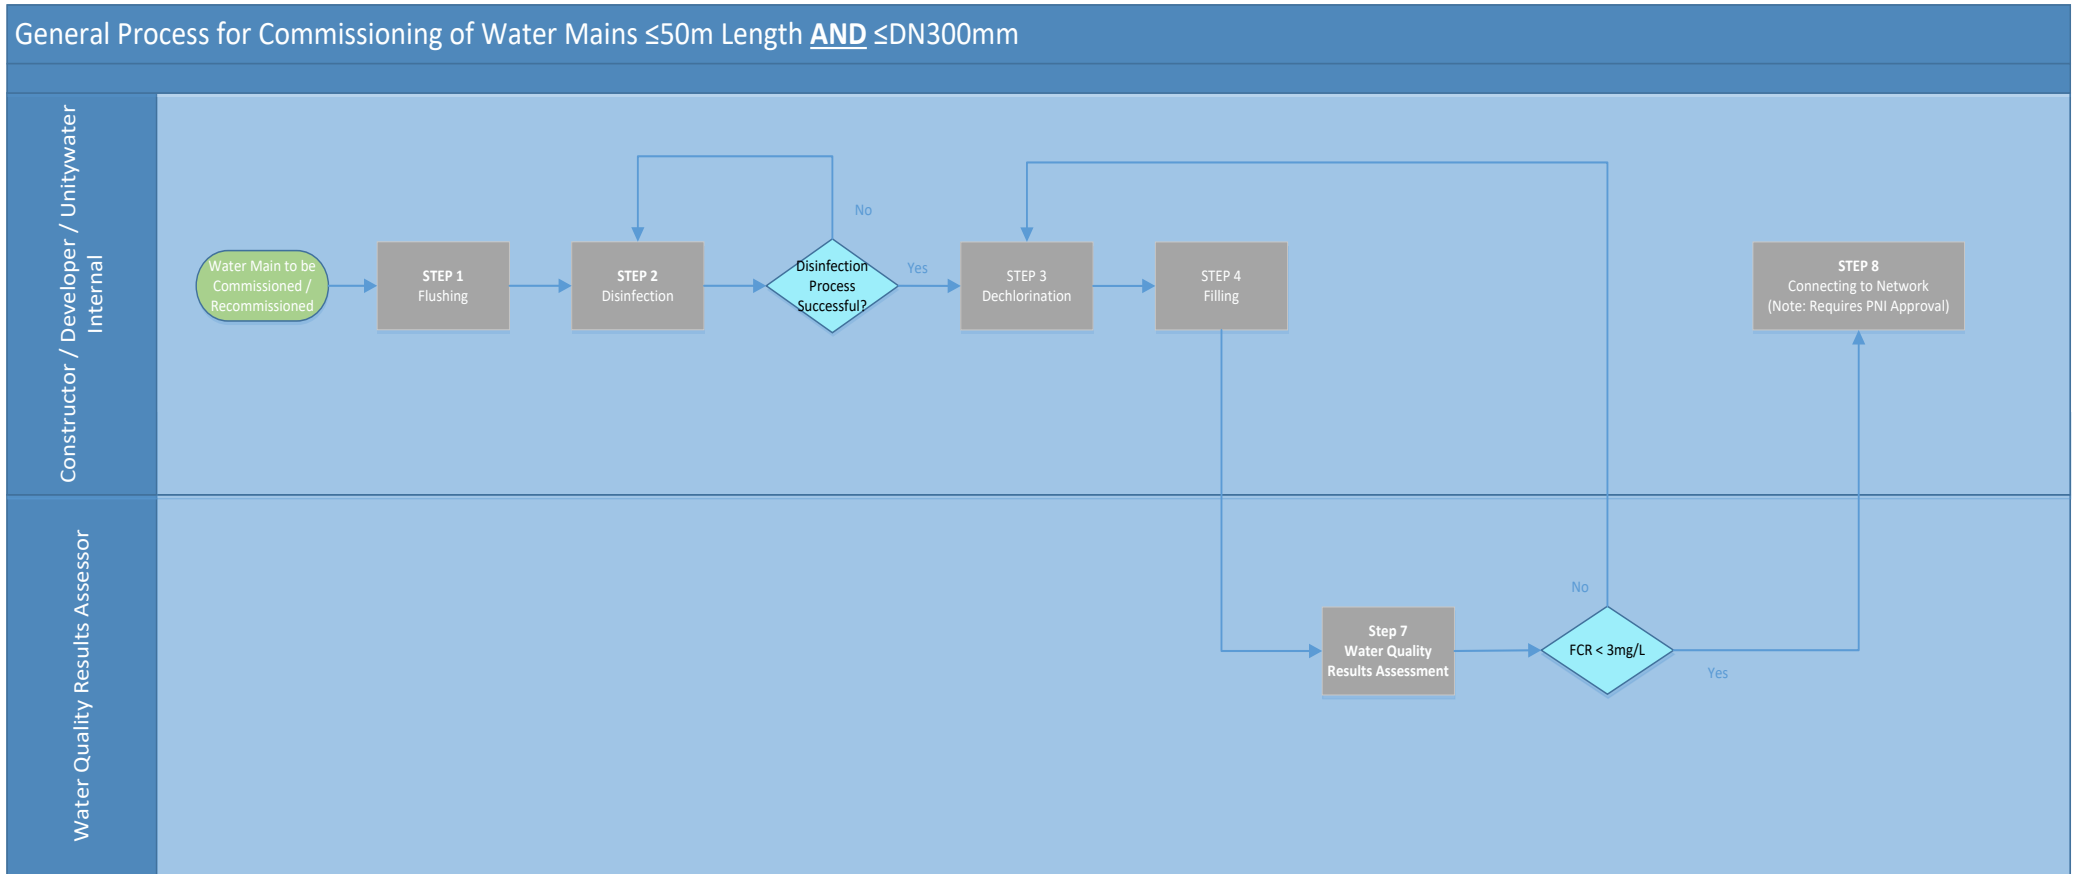 General Process for Commissioning of Water Mains ≤50m Length AND ≤DN300mm
Constructor / Developer / Unitywater
Internal
Water Main to be
Commissioned /
Recommissioned
STEP 1
Flushing
STEP 2
Disinfection
No
Disinfection
Process
Successful?
Yes
STEP 3
Dechlorination
STEP 4
Filling
STEP 8
Connecting to Network
(Note: Requires PNI Approval)
Water Quality Results Assessor
Step 7
Water Quality
Results Assessment
No
FCR < 3mg/L
Yes